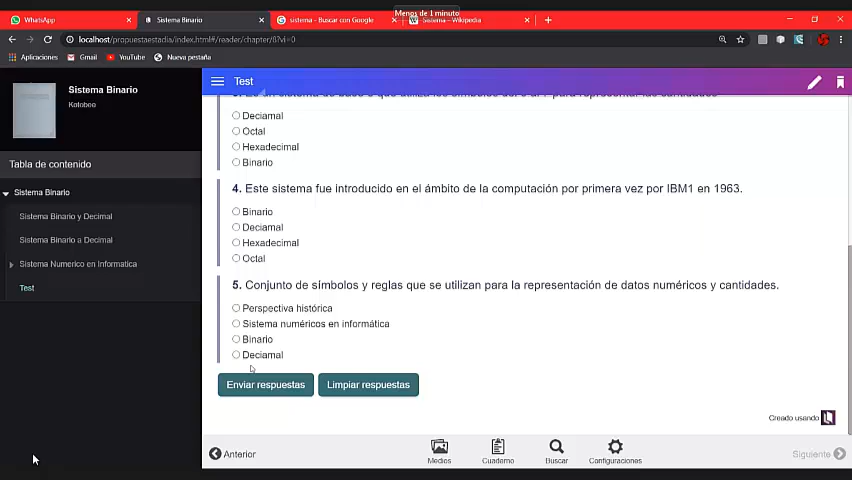 Menos de 1 minuto
WhatsApp
Sistema Binario
sistema - Buscar con Google
Sistema - Wikipedia
localhost/propuestaestadia/index.html#/reader/chapter/8?vi=0
Aplicaciones
Gmail
YouTube
Nueva pestaña
Sistema Binario
Kotobee
Test
Tabla de contenido
Sistema Binario
Sistema Binario y Decimal
Sistema Binario a Decimal
Sistema Numerico en Informatica
Test
Deciamal
Octal
Hexadecimal
Binario
4. Este sistema fue introducido en el ámbito de la computación por primera vez por IBM1 en 1963.
Binario
Deciamal
Hexadecimal
Octal
5. Conjunto de símbolos y reglas que se utilizan para la representación de datos numéricos y cantidades.
Perspectiva histórica
Sistema numéricos en informática
Binario
Deciamal
Enviar respuestas
Limpiar respuestas
Creado usando
Anterior
Medios
Cuaderno
Buscar
Configuraciones
Siguiente